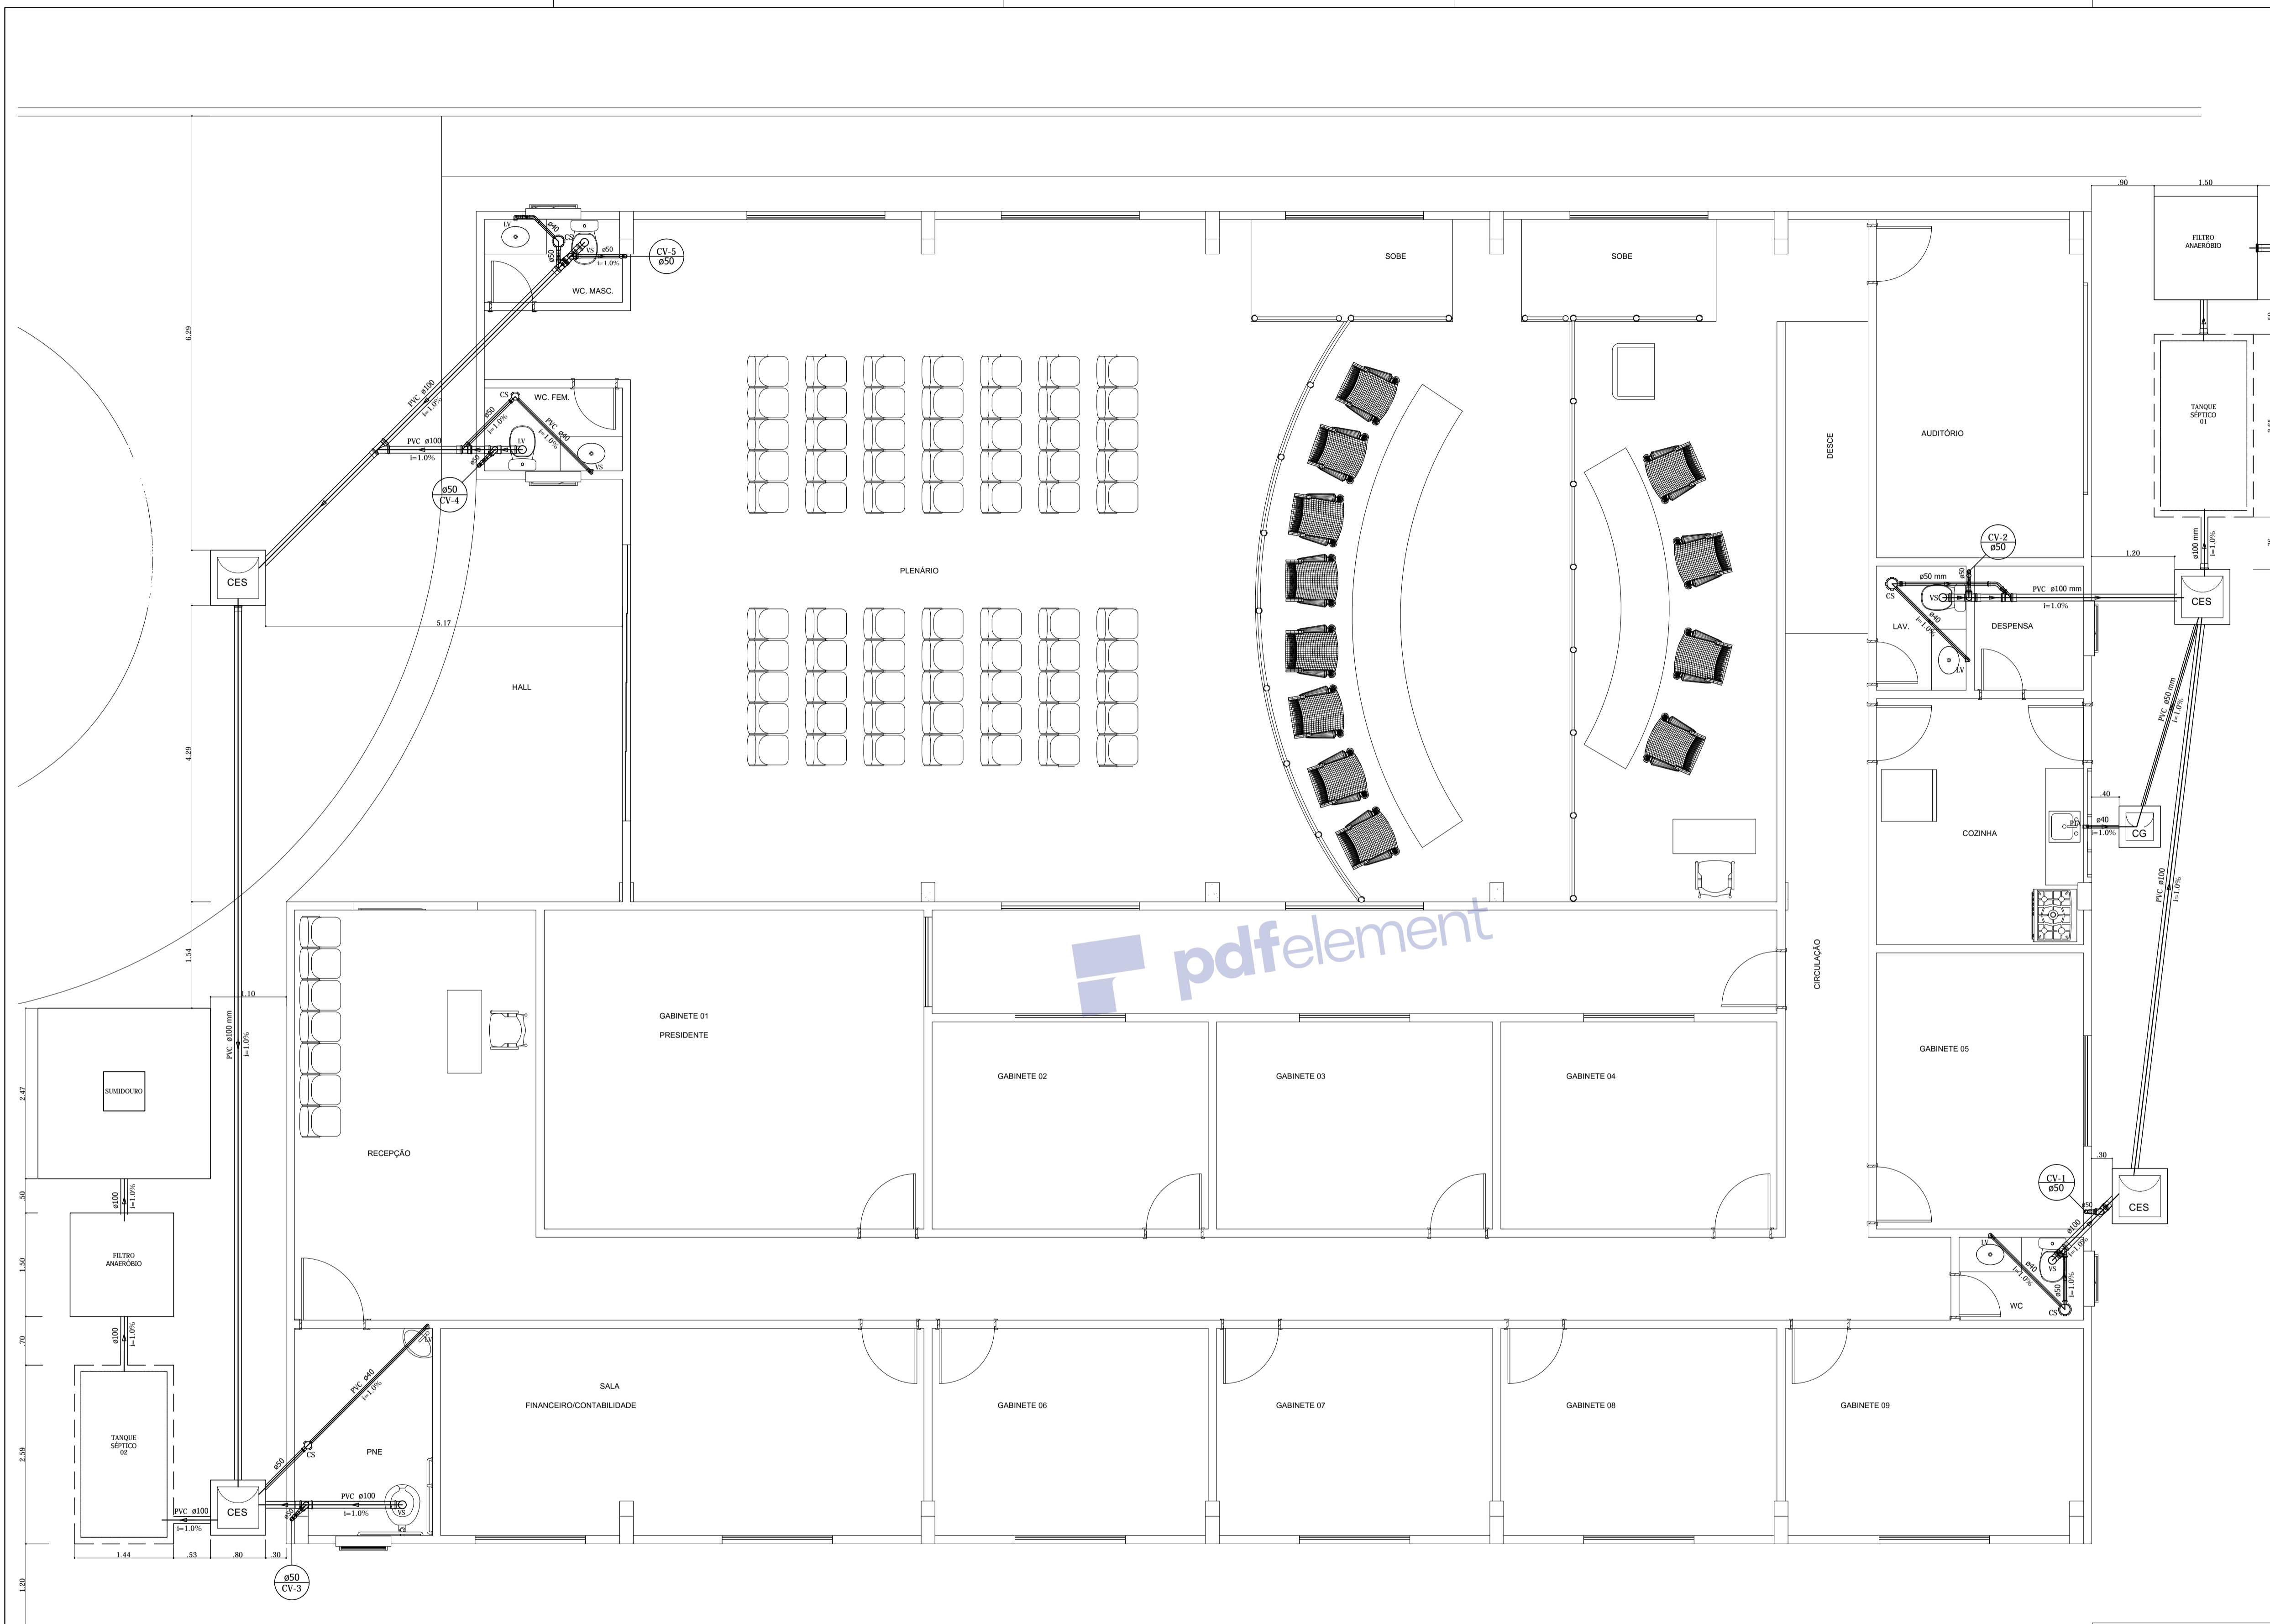 .90
1.50
FILTRO
ANAERÓBIO
LV
ø40
CS
VS
ø50
ø50
i=1.0%
CV-5
ø50
WC. MASC.
SOBE
SOBE
6.29
PVC ø100
i=1.0%
CS
WC. FEM.
ø50
i=1.0%
PVC ø40
i=1.0%
PVC ø100
i=1.0%
LV
VS
ø50
ø50
CV-4
DESCE
AUDITÓRIO
TANQUE
SÉPTICO
01
CV-2
ø50
ø100 mm
i=1.0%
1.20
CES
PLENÁRIO
ø50 mm
ø50
CS
VS
PVC ø100 mm
i=1.0%
CES
ø40
i=1.0%
LAV.
DESPENSA
LV
5.17
HALL
4.29
PVC ø50 mm
i=1.0%
.40
ø40
i=1.0%
CG
COZINHA
PVC ø100
i=1.0%
1.54
1.10
pdfelement
CIRCULAÇÃO
PVC ø100 mm
i=1.0%
GABINETE 01
PRESIDENTE
GABINETE 02
GABINETE 03
GABINETE 04
GABINETE 05
2.47
SUMIDOURO
RECEPÇÃO
.30
CV-1
ø50
ø50
CES
.50
ø100
i=1.0%
ø100
i=1.0%
LV
VS
ø40
i=1.0%
ø50
i=1.0%
WC
CS
FILTRO
ANAERÓBIO
1.50
.70
ø100
i=1.0%
LV
PVC ø40
i=1.0%
SALA
FINANCEIRO/CONTABILIDADE
GABINETE 06
GABINETE 07
GABINETE 08
GABINETE 09
TANQUE
SÉPTICO
02
2.59
CS
PNE
ø50
PVC ø100
i=1.0%
CES
PVC ø100
i=1.0%
VS
ø50
1.44
.53
.80
.30
ø50
CV-3
1.20